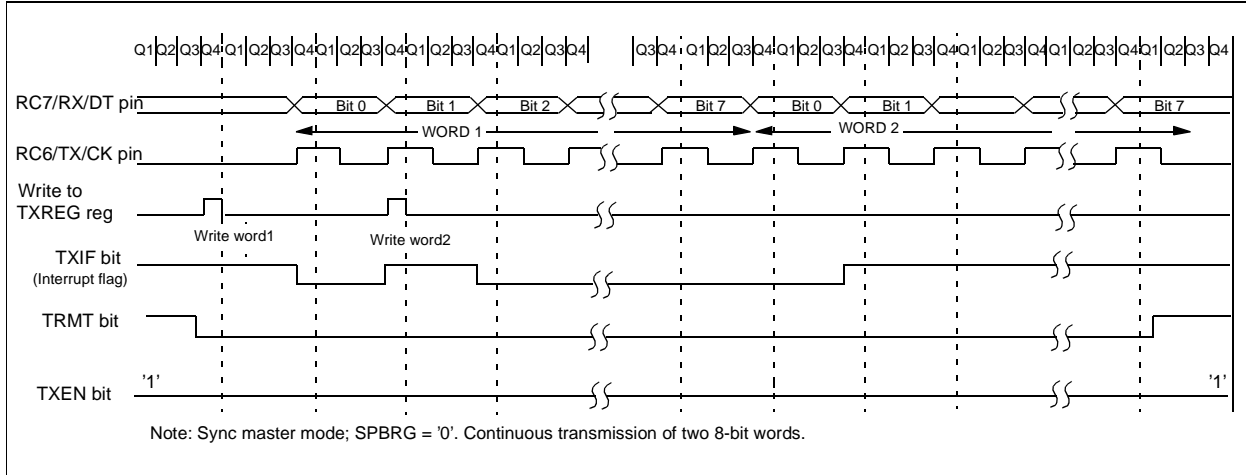 Q1 Q2 Q3 Q4 Q1 Q2 Q3 Q4 Q1 Q2 Q3 Q4 Q1 Q2 Q3 Q4 Q1 Q2 Q3 Q4 Q3 Q4 Q1 Q2 Q3 Q4 Q1 Q2 Q3 Q4 Q1 Q2 Q3 Q4 Q1 Q2 Q3 Q4 Q1 Q2 Q3 Q4 Q1 Q2 Q3 Q4
RC7/RX/DT pin
Bit 0 Bit 1 Bit 2 Bit 7 Bit 0 Bit 1 Bit 7
WORD 1 WORD 2
RC6/TX/CK pin
Write to
TXREG reg
Write word1 Write word2
TXIF bit
(Interrupt flag)
TRMT bit
'1' '1'
TXEN bit
Note: Sync master mode; SPBRG = '0'. Continuous transmission of two 8-bit words.